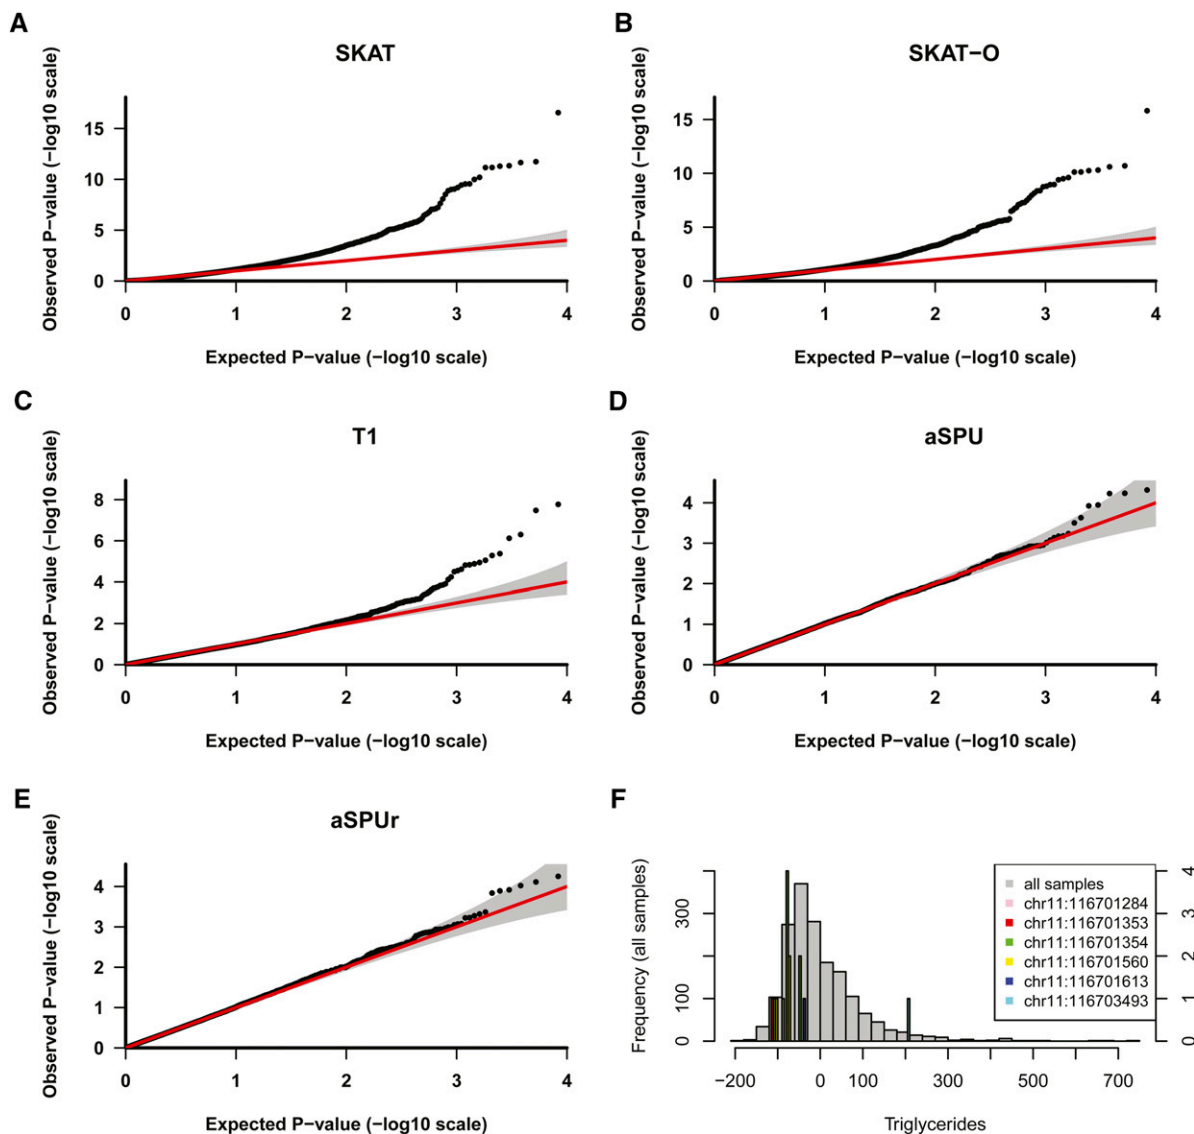 A
SKAT
Observed P-value (-log10 scale)
15
10
5
0
0 1 2 3 4
Expected P-value (-log10 scale)
B
SKAT-O
Observed P-value (-log10 scale)
15
10
5
0
0 1 2 3 4
Expected P-value (-log10 scale)
C
T1
Observed P-value (-log10 scale)
8
6
4
2
0
0 1 2 3 4
Expected P-value (-log10 scale)
D
aSPU
Observed P-value (-log10 scale)
4
3
2
1
0
0 1 2 3 4
Expected P-value (-log10 scale)
E
aSPUr
Observed P-value (-log10 scale)
4
3
2
1
0
0 1 2 3 4
Expected P-value (-log10 scale)
F
Frequency (all samples)
300
100
0
all samples
chr11:116701284
chr11:116701353
chr11:116701354
chr11:116701560
chr11:116701613
chr11:116703493
4
3
2
1
0
-200 0 100 300 500 700
Triglycerides